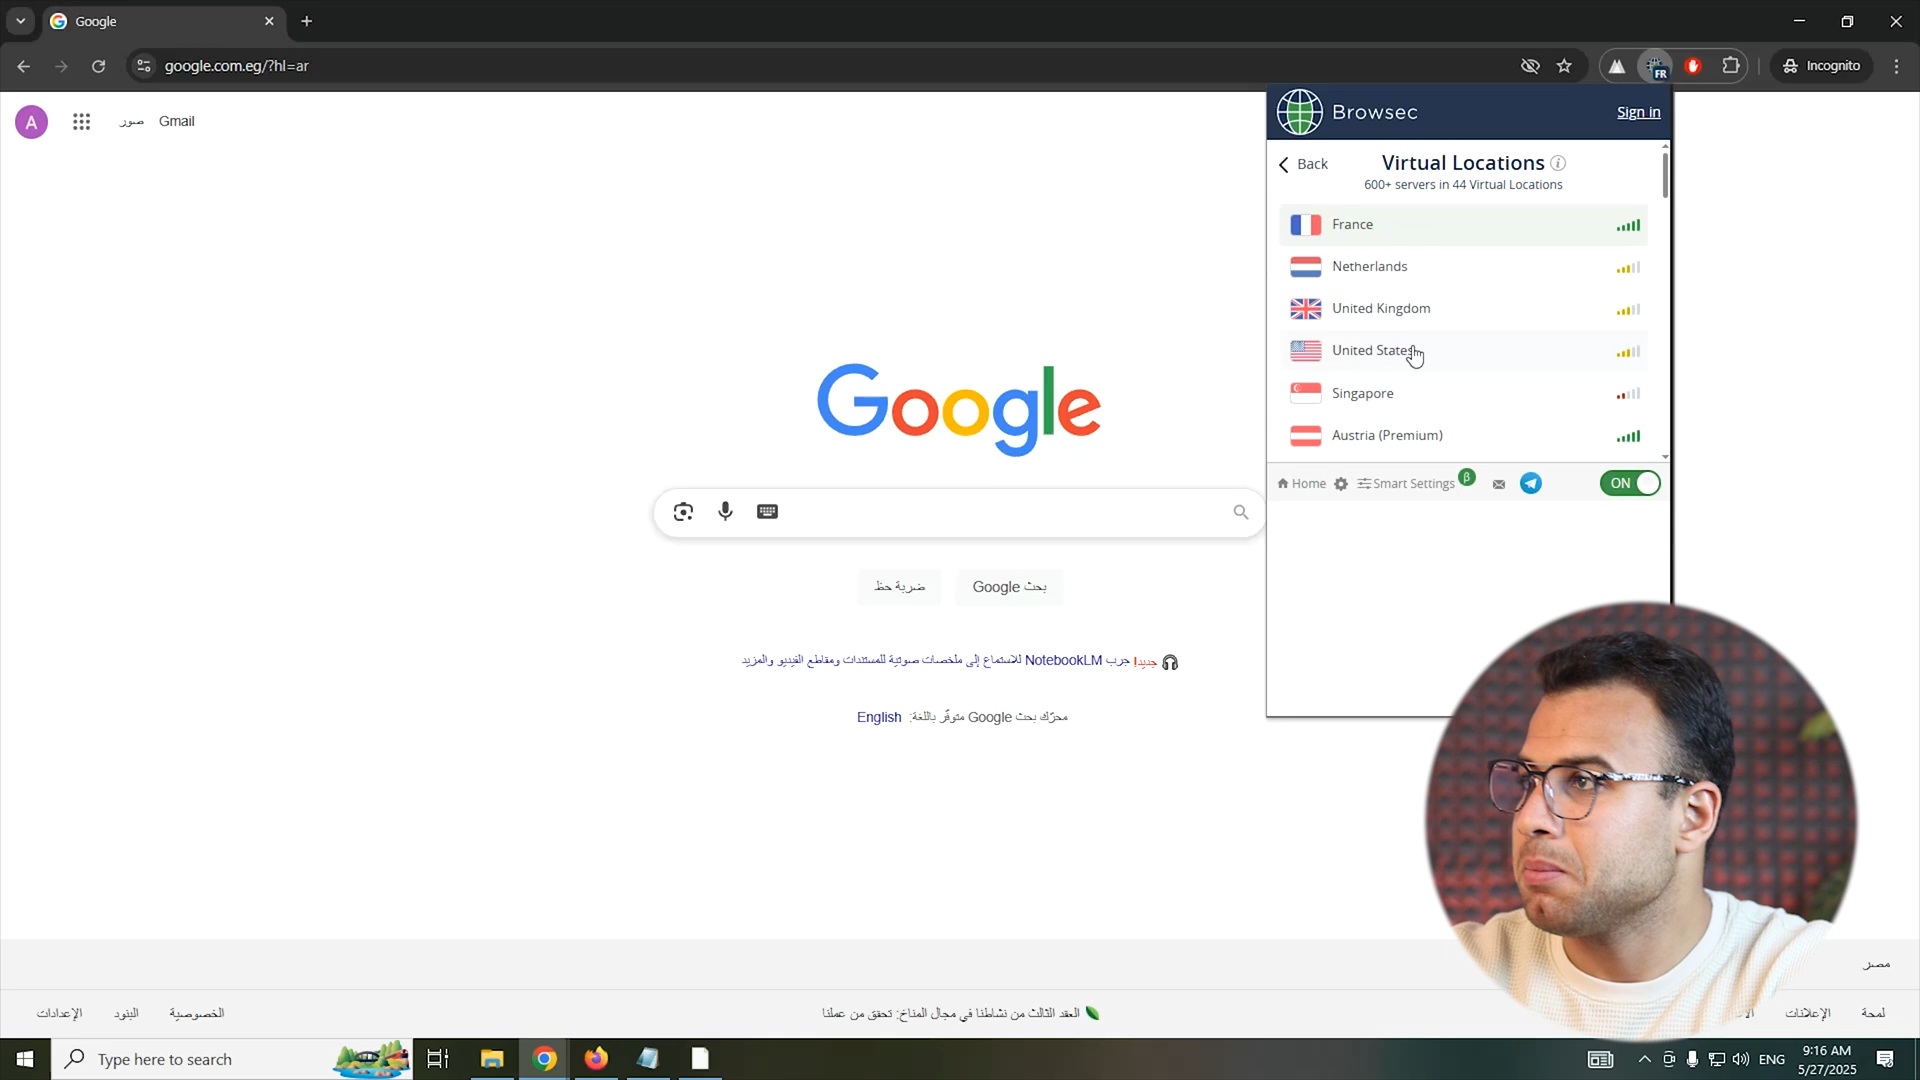 Google
google.com.eg/?hl=ar
FR
Incognito
A
صور
Gmail
Browsec
Sign in
Back
Virtual Locations
600+ servers in 44 Virtual Locations
France
Netherlands
United Kingdom
United States
Singapore
Austria (Premium)
Home
Smart Settings
β
ON
Google
بحث Google
ضربة حظ
جديد! جرب NotebookLM للاستماع إلى ملخصات صوتية للمستندات ومقاطع الفيديو والمزيد
محرّك بحث Google متوفّر باللغة: English
مصر
لمحة
الإعلانات
العقد الثالث من نشاطنا في مجال المناخ: تحقق من عملنا
الخصوصية
البنود
الإعدادات
Type here to search
ENG
9:16 AM
5/27/2025